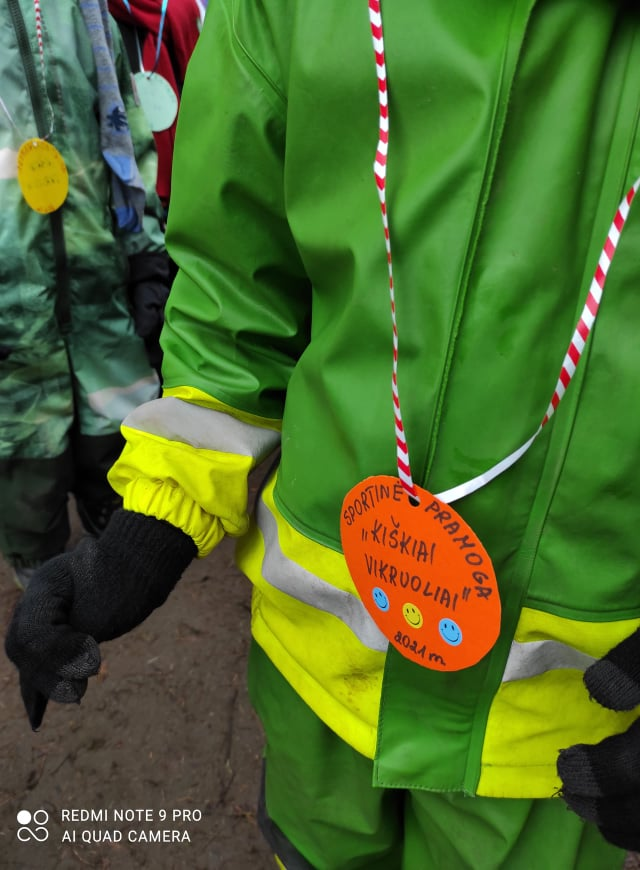 SPORTINĖ PRAMOGA
„KIŠKIAI
VIKRUOLIAI"
2021 m
REDMI NOTE 9 PRO
AI QUAD CAMERA